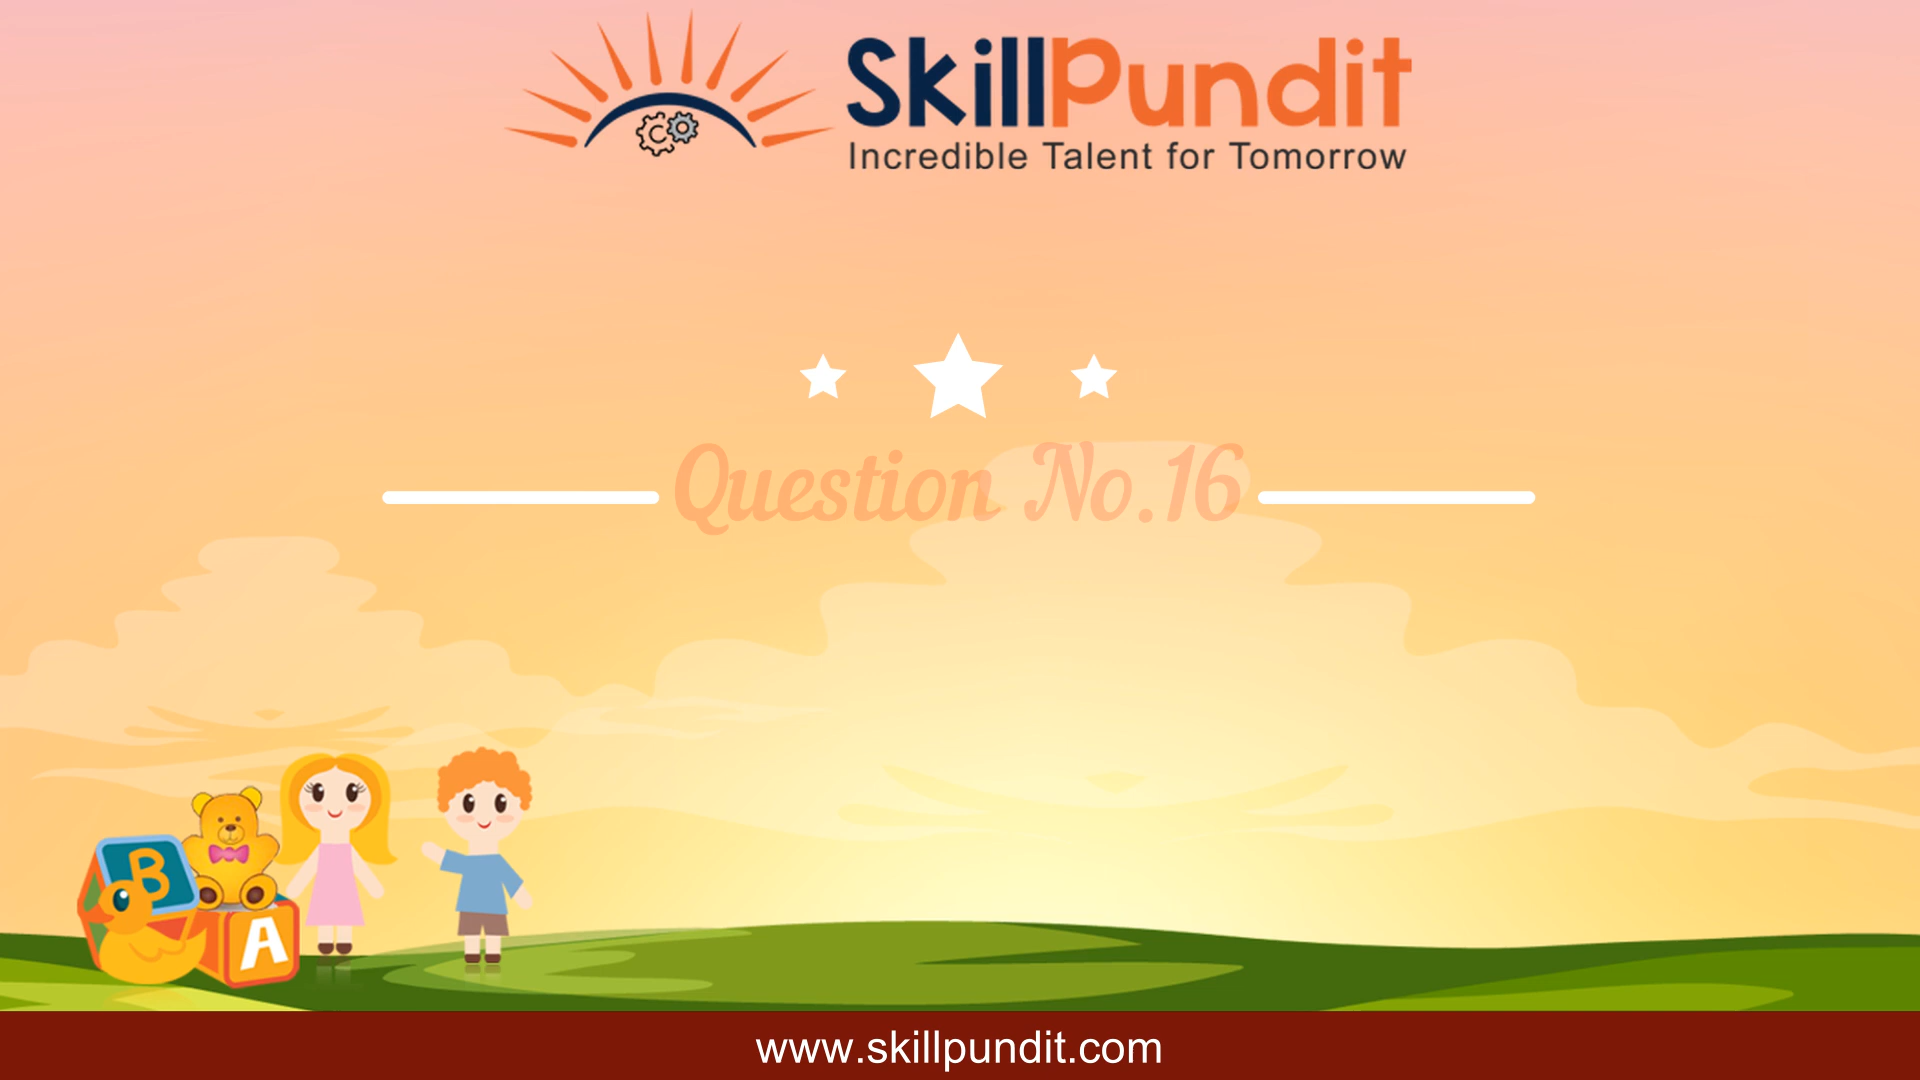 SkillPundit
Incredible Talent for Tomorrow
Question No.16
B
A
www.skillpundit.com